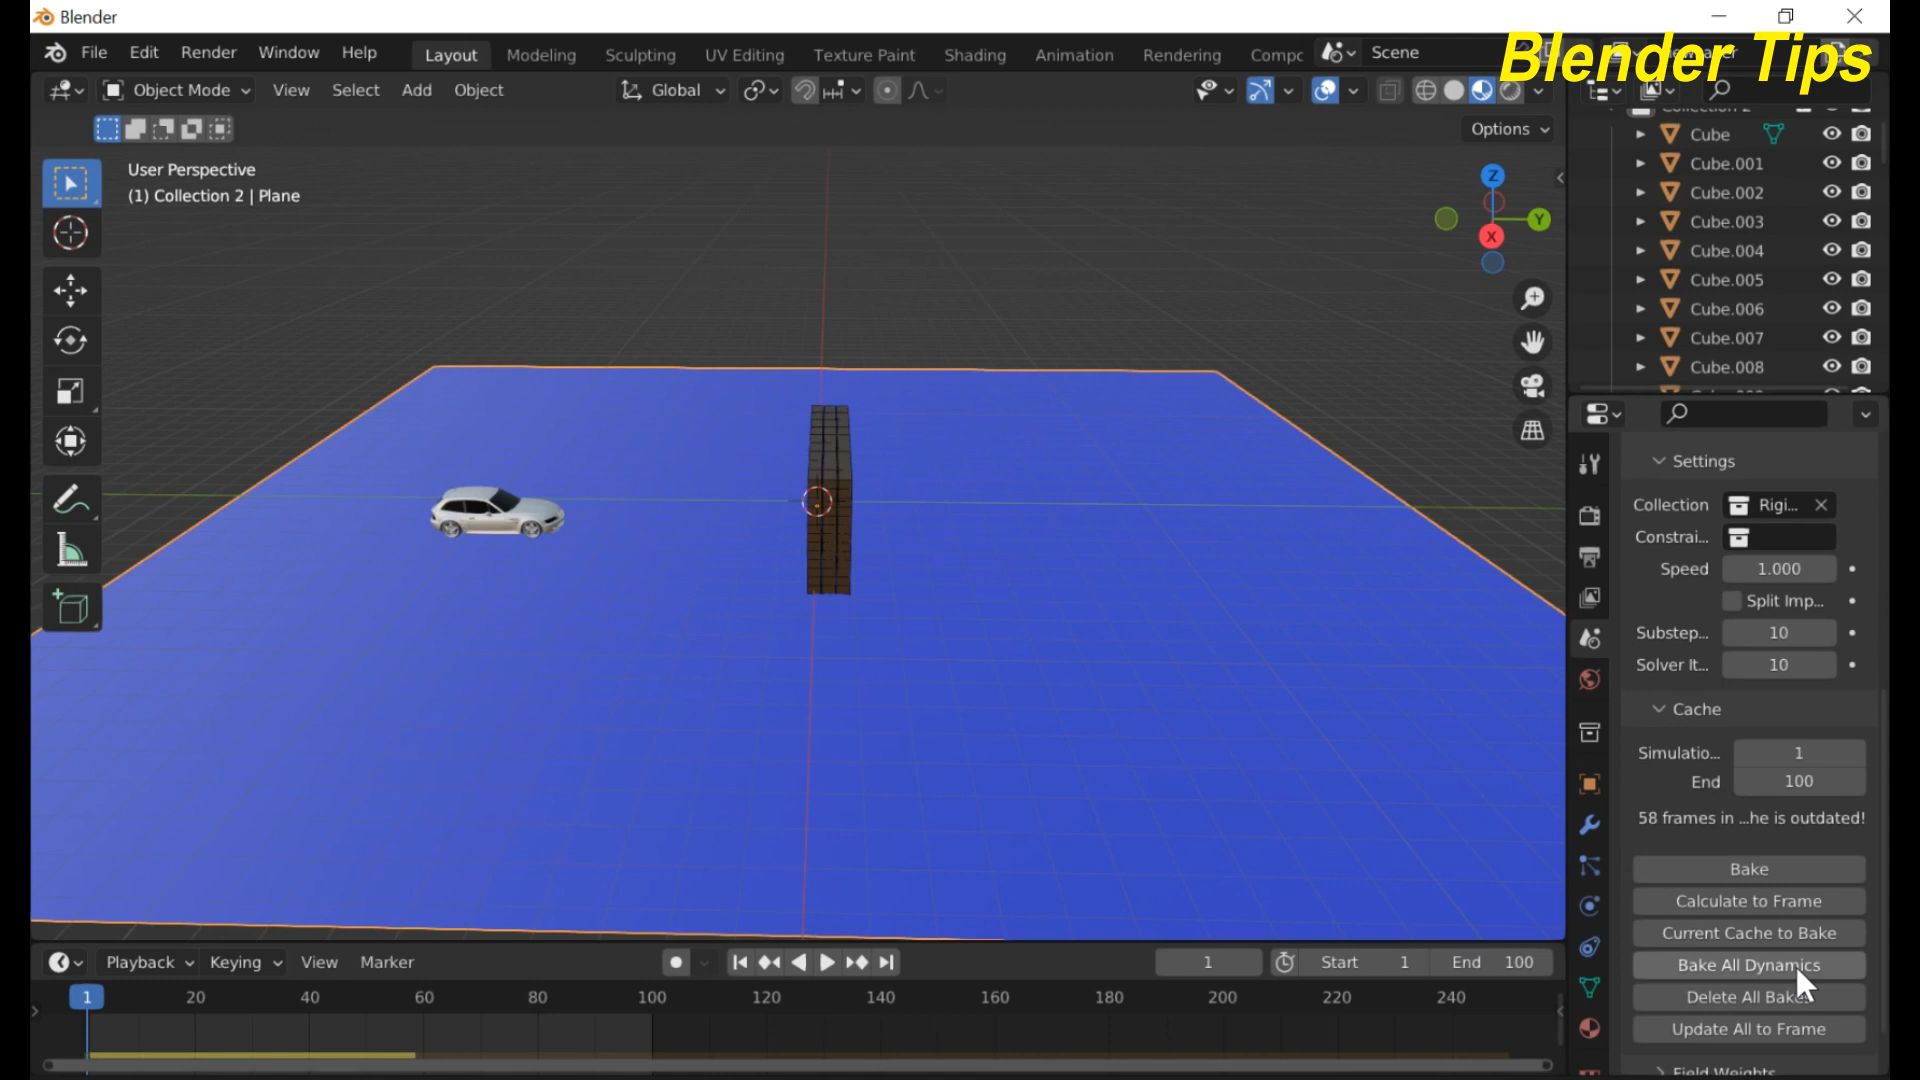 Blender
File Edit Render Window Help Layout Modeling Sculpting UV Editing Texture Paint Shading Animation Rendering Compc Scene
Blender Tips
Object Mode View Select Add Object Global
Options
User Perspective
(1) Collection 2 | Plane
Z
Y
X
Cube
Cube.001
Cube.002
Cube.003
Cube.004
Cube.005
Cube.006
Cube.007
Cube.008
Settings
Collection Rigi...
Constrai...
Speed 1.000
Split Imp...
Substep... 10
Solver It... 10
Cache
Simulatio... 1
End 100
58 frames in ...he is outdated!
Bake
Calculate to Frame
Current Cache to Bake
Bake All Dynamics
Delete All Bake
Update All to Frame
Field Weights
Playback Keying View Marker 1 Start 1 End 100
1 20 40 60 80 100 120 140 160 180 200 220 240